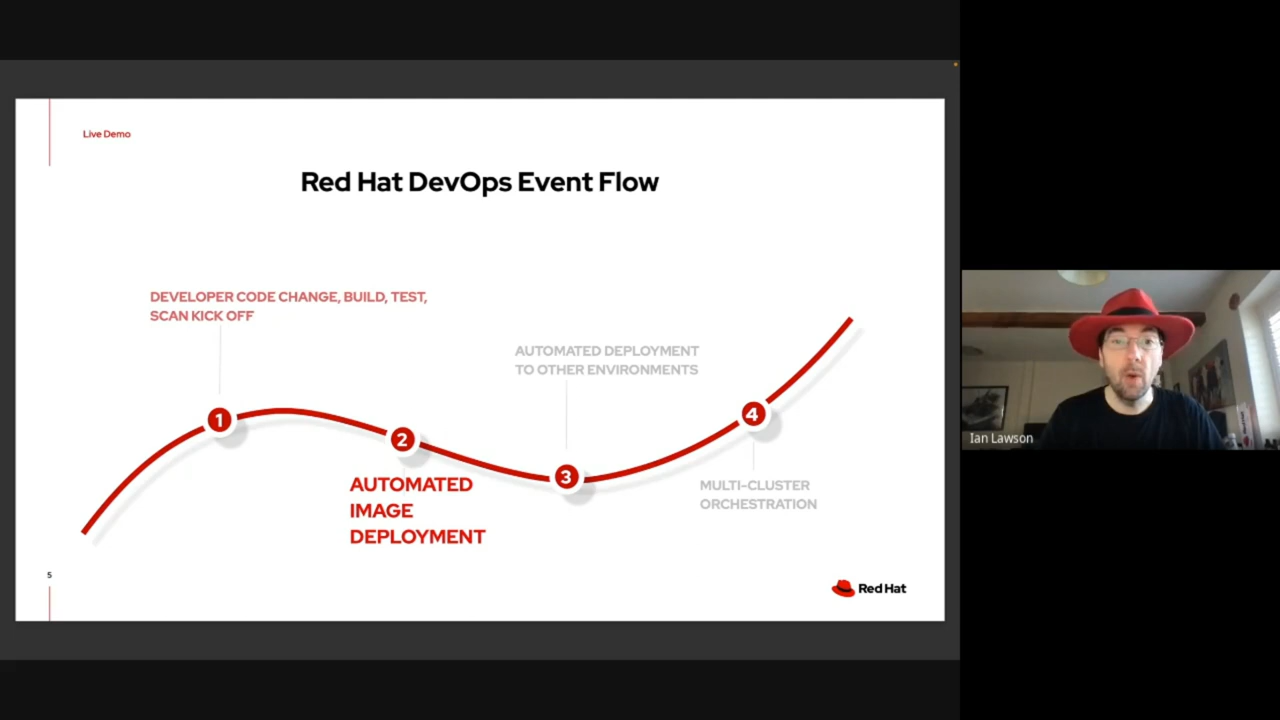 Live Demo
Red Hat DevOps Event Flow
DEVELOPER CODE CHANGE, BUILD, TEST,
SCAN KICK OFF
AUTOMATED DEPLOYMENT
TO OTHER ENVIRONMENTS
1
2
3
4
AUTOMATED
IMAGE
DEPLOYMENT
MULTI-CLUSTER
ORCHESTRATION
5
Red Hat
Ian Lawson